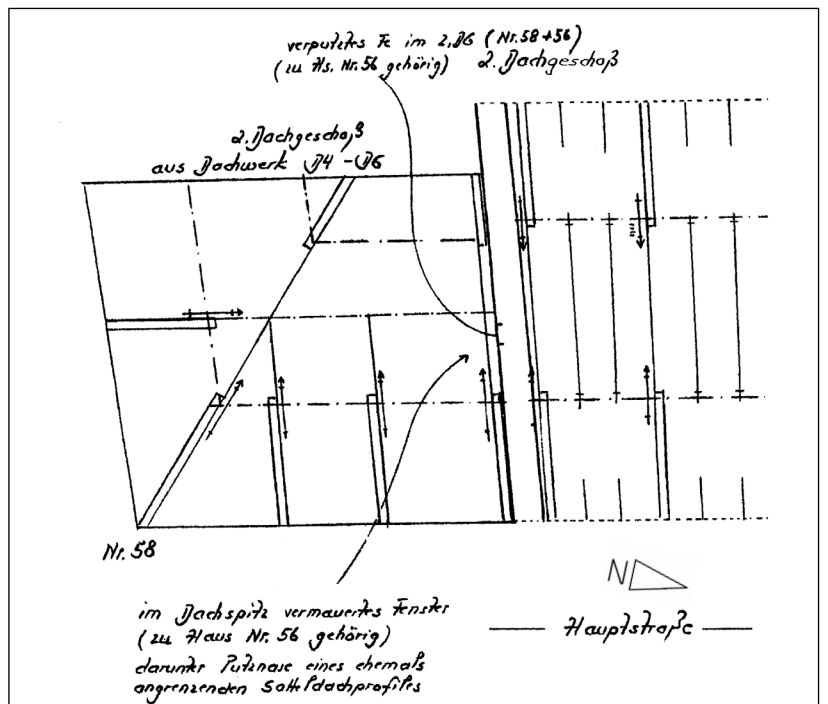 verputztes Fe im 2. DG (Nr. 58 + 56)
(zu Hs. Nr. 56 gehörig) 2. Dachgeschoß
2. Dachgeschoß
aus Dachwerk D4 - D6
Nr. 58
im Dachspitz vermauertes Fenster
(zu Haus Nr. 56 gehörig)
darunter Putznase eines ehemals
angrenzenden Satteldachprofiles
N
Hauptstraße